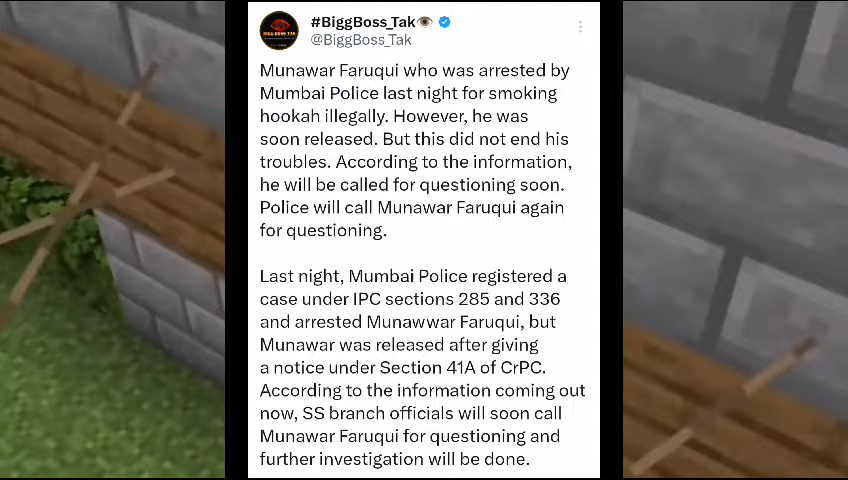 #BiggBoss_Tak👁
@BiggBoss_Tak
Munawar Faruqui who was arrested by
Mumbai Police last night for smoking
hookah illegally. However, he was
soon released. But this did not end his
troubles. According to the information,
he will be called for questioning soon.
Police will call Munawar Faruqui again
for questioning.
Last night, Mumbai Police registered a
case under IPC sections 285 and 336
and arrested Munawwar Faruqui, but
Munawar was released after giving
a notice under Section 41A of CrPC.
According to the information coming out
now, SS branch officials will soon call
Munawar Faruqui for questioning and
further investigation will be done.